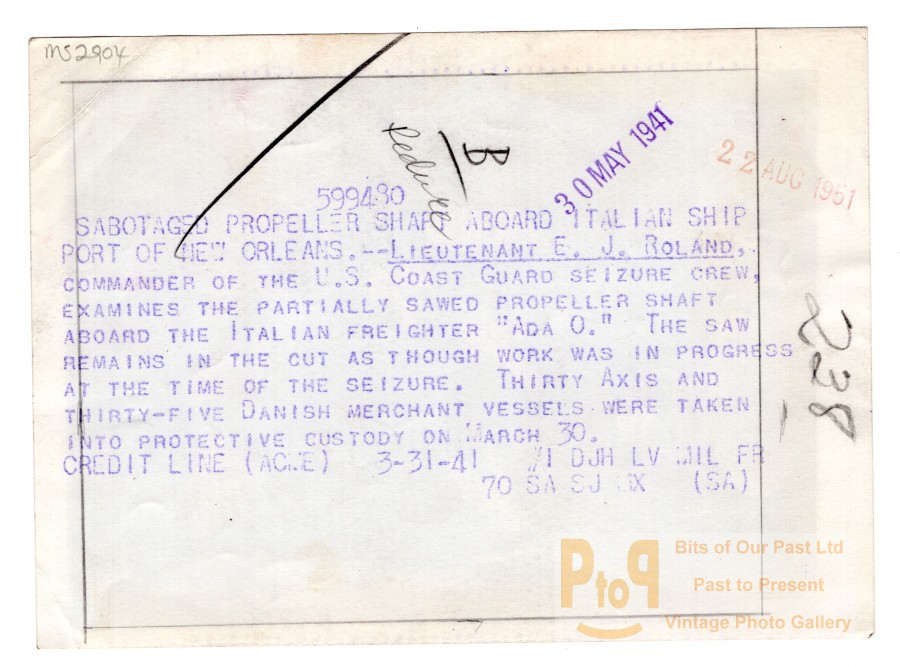 MS2904
B
Reduce
30 MAY 1941
22 AUG 1951
599480
SABOTAGED PROPELLER SHAFT ABOARD ITALIAN SHIP
PORT OF NEW ORLEANS.--LIEUTENANT E. J. ROLAND,
COMMANDER OF THE U.S. COAST GUARD SEIZURE CREW,
EXAMINES THE PARTIALLY SAWED PROPELLER SHAFT
ABOARD THE ITALIAN FREIGHTER "ADA O." THE SAW
REMAINS IN THE CUT AS THOUGH WORK WAS IN PROGRESS
AT THE TIME OF THE SEIZURE. THIRTY AXIS AND
THIRTY-FIVE DANISH MERCHANT VESSELS WERE TAKEN
INTO PROTECTIVE CUSTODY ON MARCH 30.
CREDIT LINE (ACME) 3-31-41 #1 DJH LV MIL FR
70 SA SJ (SA)
238
PtoP
Bits of Our Past Ltd
Past to Present
Vintage Photo Gallery